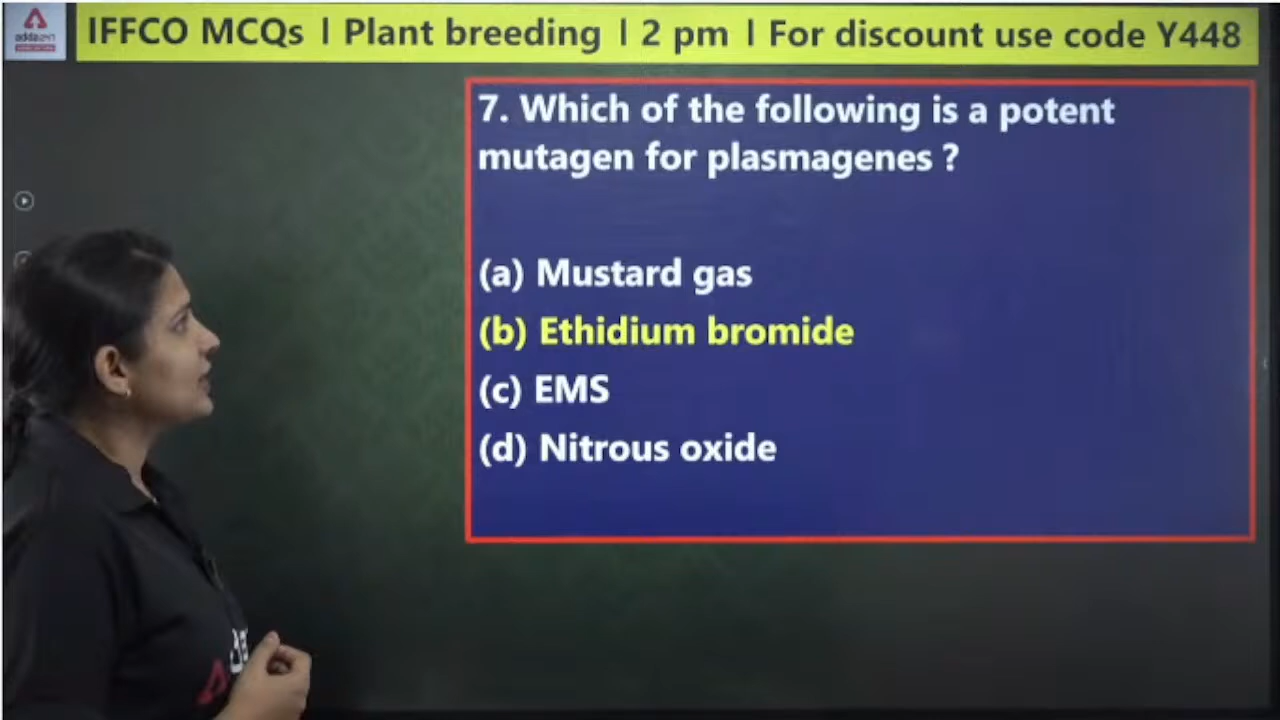 adda247
IFFCO MCQs I Plant breeding I 2 pm I For discount use code Y448
7. Which of the following is a potent
mutagen for plasmagenes ?
(a) Mustard gas
(b) Ethidium bromide
(c) EMS
(d) Nitrous oxide